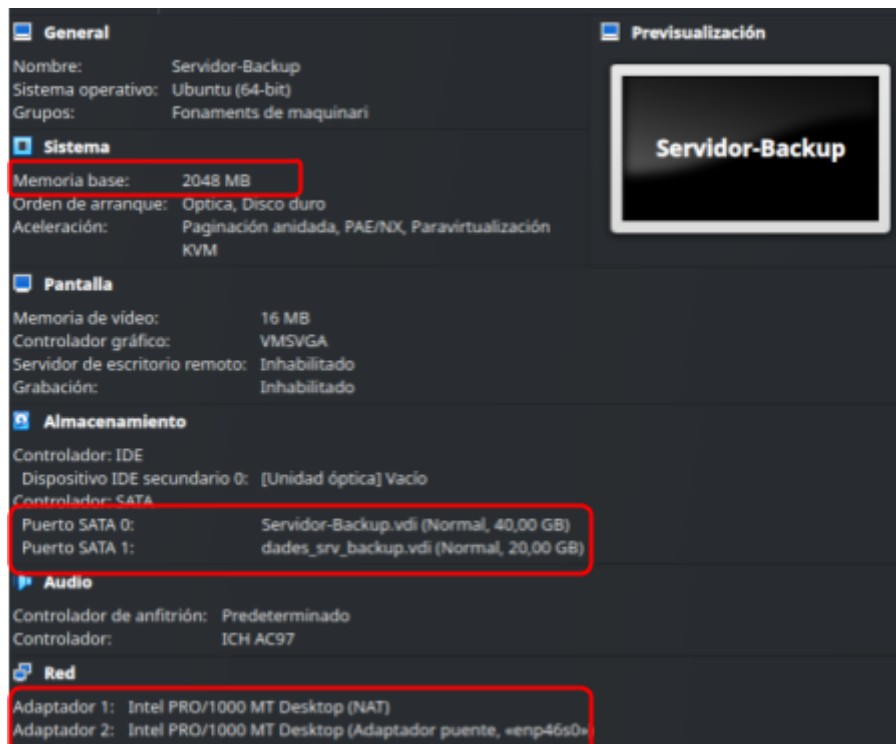 General
Nombre: Servidor-Backup
Sistema operativo: Ubuntu (64-bit)
Grupos: Fonaments de maquinari
Previsualización
Servidor-Backup
Sistema
Memoria base: 2048 MB
Orden de arranque: Óptica, Disco duro
Aceleración: Paginación anidada, PAE/NX, Paravirtualización
KVM
Pantalla
Memoria de vídeo: 16 MB
Controlador gráfico: VMSVGA
Servidor de escritorio remoto: Inhabilitado
Grabación: Inhabilitado
Almacenamiento
Controlador: IDE
Dispositivo IDE secundario 0: [Unidad óptica] Vacío
Controlador: SATA
Puerto SATA 0: Servidor-Backup.vdi (Normal, 40,00 GB)
Puerto SATA 1: dades_srv_backup.vdi (Normal, 20,00 GB)
Audio
Controlador de anfitrión: Predeterminado
Controlador: ICH AC97
Red
Adaptador 1: Intel PRO/1000 MT Desktop (NAT)
Adaptador 2: Intel PRO/1000 MT Desktop (Adaptador puente, «enp46s0»)